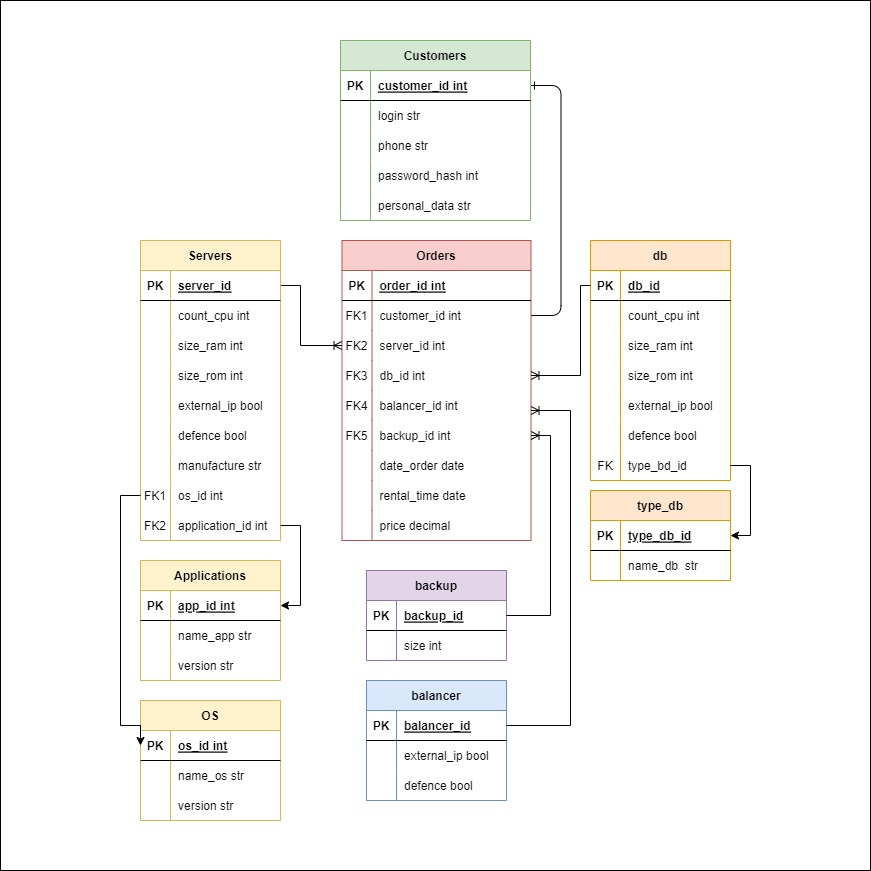 Customers
PK customer_id int
login str
phone str
password_hash int
personal_data str
Servers
PK server_id
count_cpu int
size_ram int
size_rom int
external_ip bool
defence bool
manufacture str
FK1 os_id int
FK2 application_id int
Orders
PK order_id int
FK1 customer_id int
FK2 server_id int
FK3 db_id int
FK4 balancer_id int
FK5 backup_id int
date_order date
rental_time date
price decimal
db
PK db_id
count_cpu int
size_ram int
size_rom int
external_ip bool
defence bool
FK type_bd_id
type_db
PK type_db_id
name_db str
Applications
PK app_id int
name_app str
version str
backup
PK backup_id
size int
OS
PK os_id int
name_os str
version str
balancer
PK balancer_id
external_ip bool
defence bool